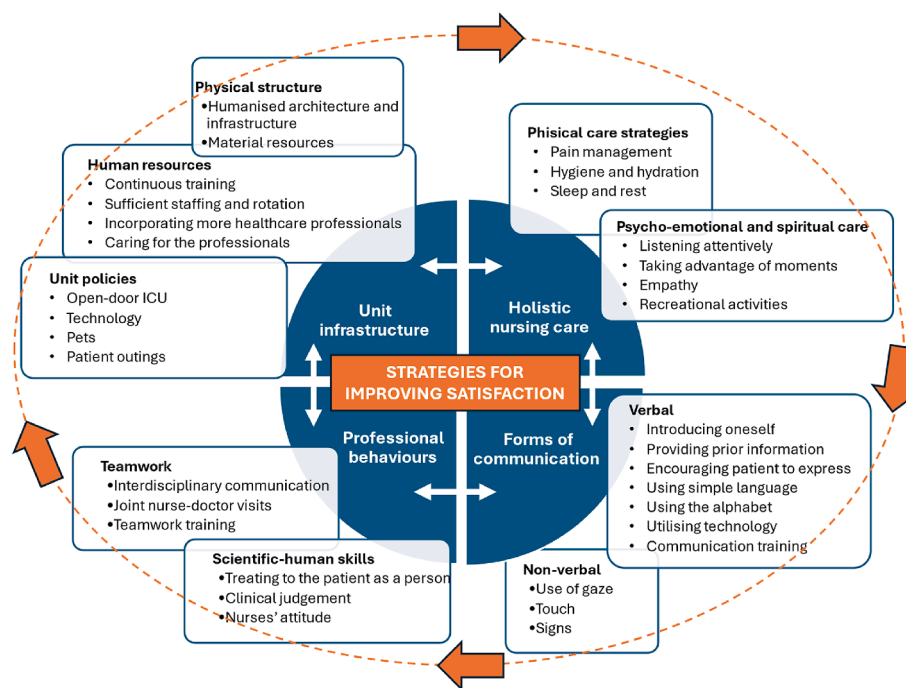 Physical structure
•Humanised architecture and
infrastructure
•Material resources
Human resources
• Continuous training
• Sufficient staffing and rotation
• Incorporating more healthcare professionals
• Caring for the professionals
Unit policies
• Open-door ICU
• Technology
• Pets
• Patient outings
Phisical care strategies
• Pain management
• Hygiene and hydration
• Sleep and rest
Psycho-emotional and spiritual care
• Listening attentively
• Taking advantage of moments
• Empathy
• Recreational activities
Unit
infrastructure
Holistic
nursing care
STRATEGIES FOR
IMPROVING SATISFACTION
Professional
behaviours
Forms of
communication
Verbal
• Introducing oneself
• Providing prior information
• Encouraging patient to express
• Using simple language
• Using the alphabet
• Utilising technology
• Communication training
Teamwork
•Interdisciplinary communication
•Joint nurse-doctor visits
•Teamwork training
Scientific-human skills
•Treating to the patient as a person
•Clinical judgement
•Nurses' attitude
Non-verbal
•Use of gaze
•Touch
•Signs